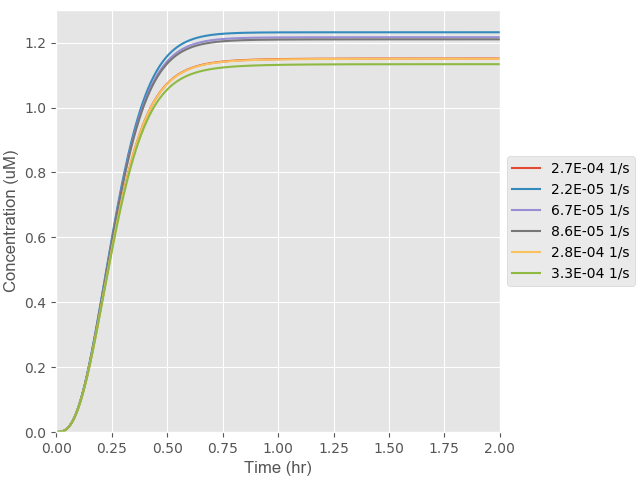 1.2
1.0
0.8
0.6
0.4
0.2
0.0
Concentration (uM)
0.00 0.25 0.50 0.75 1.00 1.25 1.50 1.75 2.00
Time (hr)
2.7E-04 1/s
2.2E-05 1/s
6.7E-05 1/s
8.6E-05 1/s
2.8E-04 1/s
3.3E-04 1/s